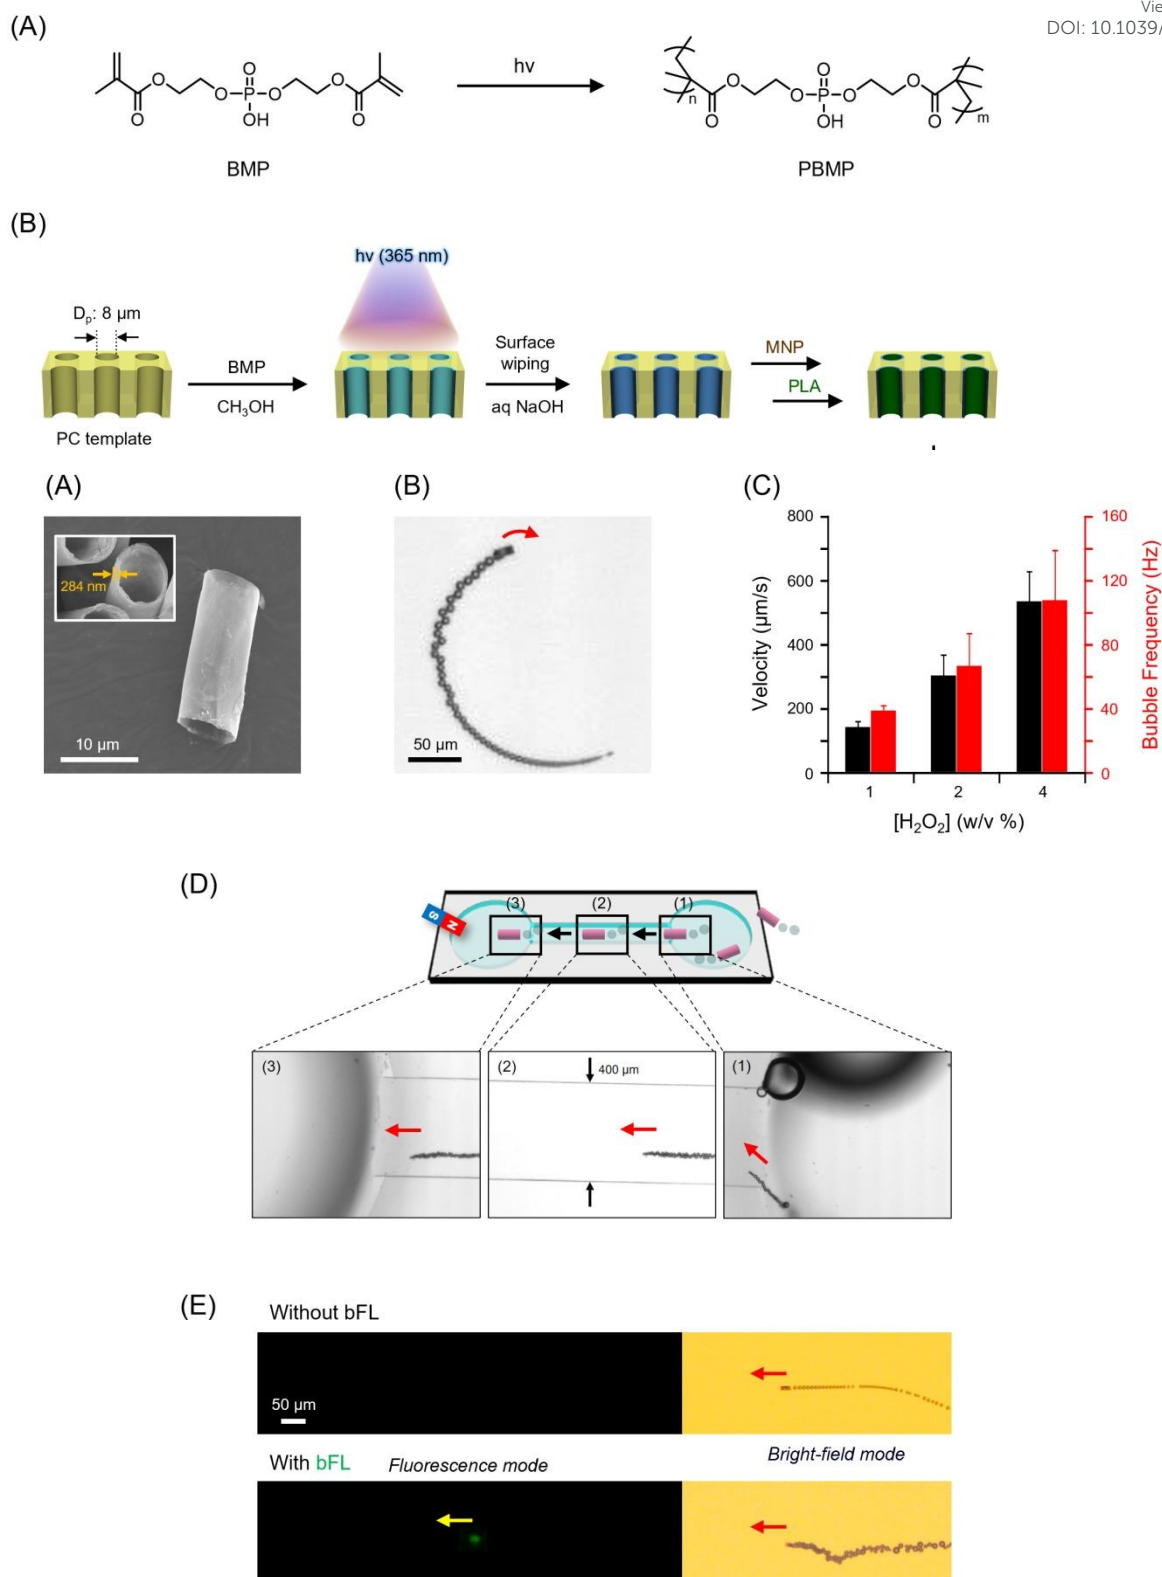 Vie
DOI: 10.1039/
(A)
O
O
O
O
P
O
O
OH
O
O
BMP
hv
O
O
O
O
P
O
O
OH
O
O
n
m
PBMP
(B)
Dp: 8 µm
PC template
BMP
CH3OH
hv (365 nm)
Surface
wiping
aq NaOH
MNP
PLA
(A)
284 nm
10 µm
(B)
50 µm
(C)
800
600
400
200
0
Velocity (µm/s)
160
120
80
40
0
Bubble Frequency (Hz)
1 2 4
[H2O2] (w/v %)
(D)
S
N
(3) (2) (1)
(3)
(2)
400 µm
(1)
(E)
Without bFL
50 µm
With bFL
Fluorescence mode
Bright-field mode